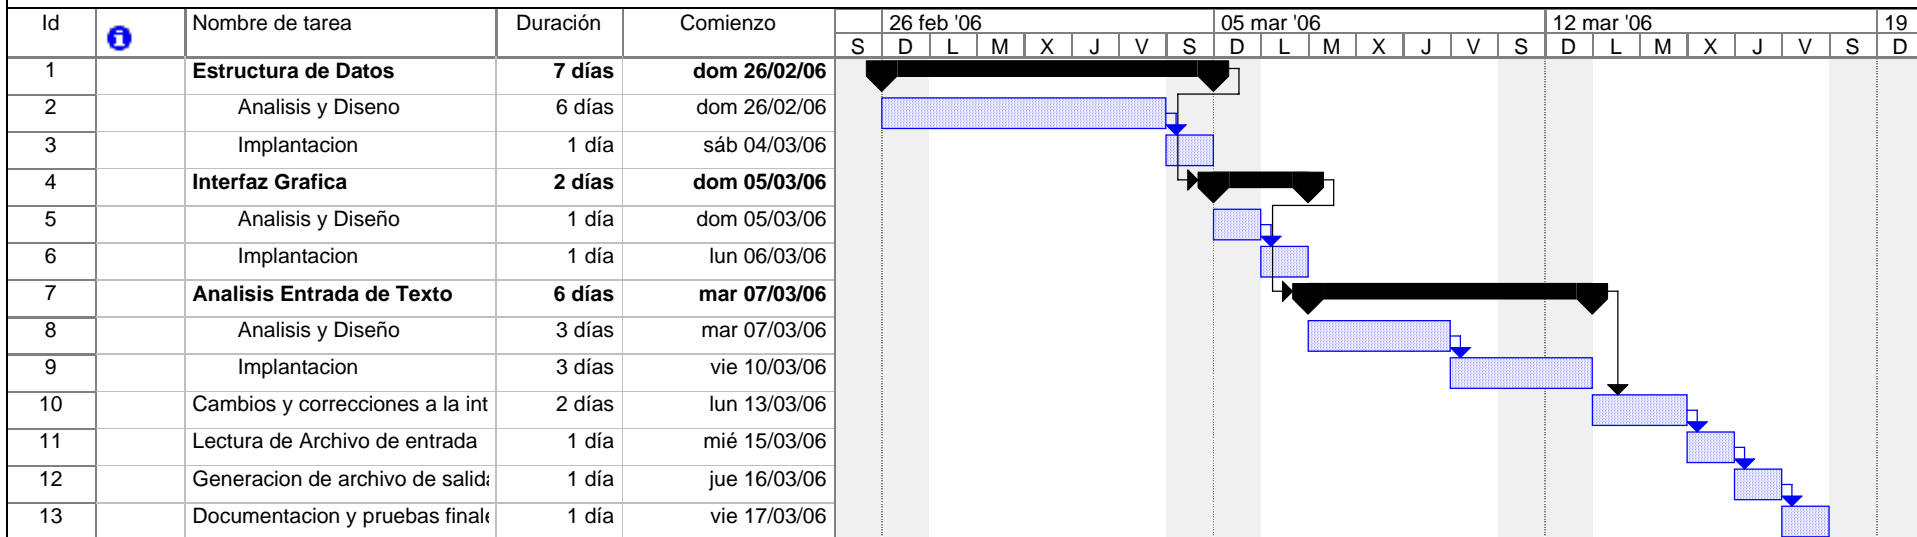 Id Nombre de tarea Duración Comienzo 26 feb '06 05 mar '06 12 mar '06 19
S D L M X J V S D L M X J V S D L M X J V S D
1 Estructura de Datos 7 días dom 26/02/06
2 Analisis y Diseno 6 días dom 26/02/06
3 Implantacion 1 día sáb 04/03/06
4 Interfaz Grafica 2 días dom 05/03/06
5 Analisis y Diseño 1 día dom 05/03/06
6 Implantacion 1 día lun 06/03/06
7 Analisis Entrada de Texto 6 días mar 07/03/06
8 Analisis y Diseño 3 días mar 07/03/06
9 Implantacion 3 días vie 10/03/06
10 Cambios y correcciones a la int 2 días lun 13/03/06
11 Lectura de Archivo de entrada 1 día mié 15/03/06
12 Generacion de archivo de salida 1 día jue 16/03/06
13 Documentacion y pruebas finale 1 día vie 17/03/06